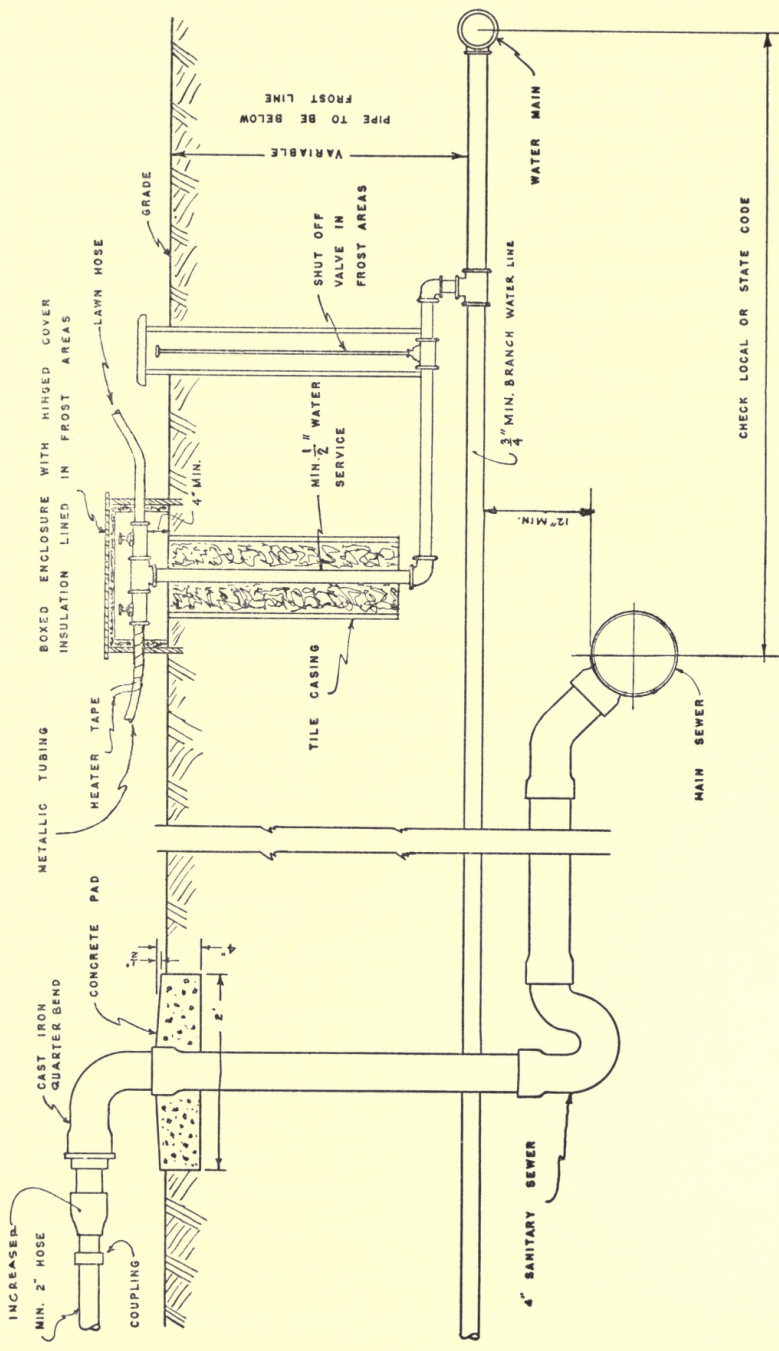 INCREASER
MIN. 2" HOSE
COUPLING
CAST IRON
QUARTER BEND
CONCRETE PAD
1/2"
4"
2'
METALLIC TUBING
HEATER TAPE
BOXED ENCLOSURE WITH HINGED COVER
INSULATION LINED IN FROST AREAS
LAWN HOSE
GRADE
4" MIN.
TILE CASING
MIN. 1/2" WATER
SERVICE
SHUT OFF
VALVE IN
FROST AREAS
VARIABLE
PIPE TO BE BELOW
FROST LINE
3/4" MIN. BRANCH WATER LINE
WATER MAIN
12" MIN.
4" SANITARY SEWER
MAIN SEWER
CHECK LOCAL OR STATE CODE